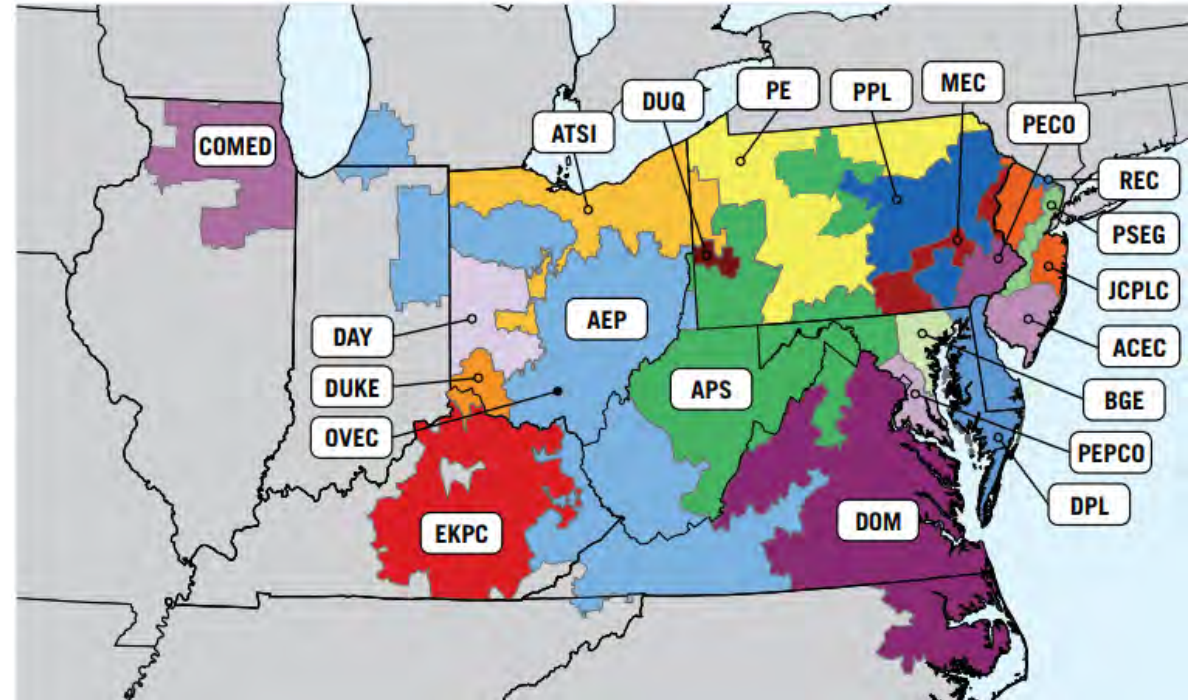 COMED
ATSI
DUQ
PE
PPL
MEC
PECO
REC
PSEG
JCPLC
ACEC
BGE
PEPCO
DPL
DAY
DUKE
OVEC
AEP
APS
EKPC
DOM